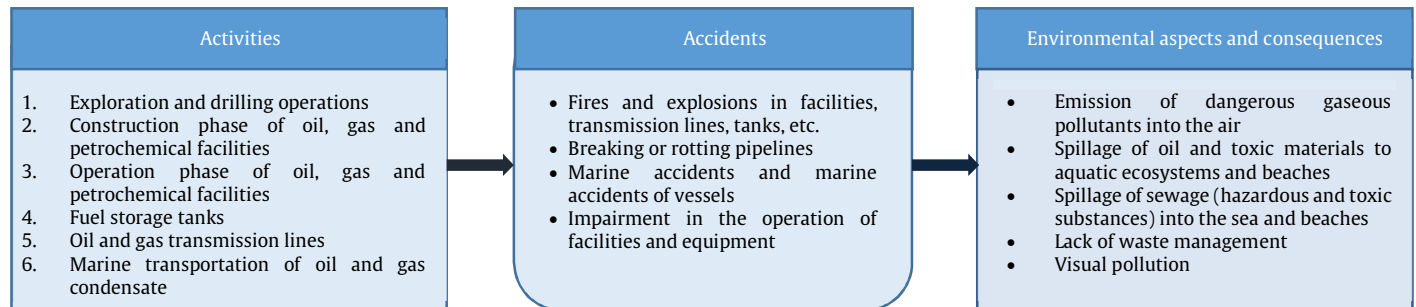 Activities
1. Exploration and drilling operations
2. Construction phase of oil, gas and
petrochemical facilities
3. Operation phase of oil, gas and
petrochemical facilities
4. Fuel storage tanks
5. Oil and gas transmission lines
6. Marine transportation of oil and gas
condensate
Accidents
• Fires and explosions in facilities,
transmission lines, tanks, etc.
• Breaking or rotting pipelines
• Marine accidents and marine
accidents of vessels
• Impairment in the operation of
facilities and equipment
Environmental aspects and consequences
• Emission of dangerous gaseous
pollutants into the air
• Spillage of oil and toxic materials to
aquatic ecosystems and beaches
• Spillage of sewage (hazardous and toxic
substances) into the sea and beaches
• Lack of waste management
• Visual pollution